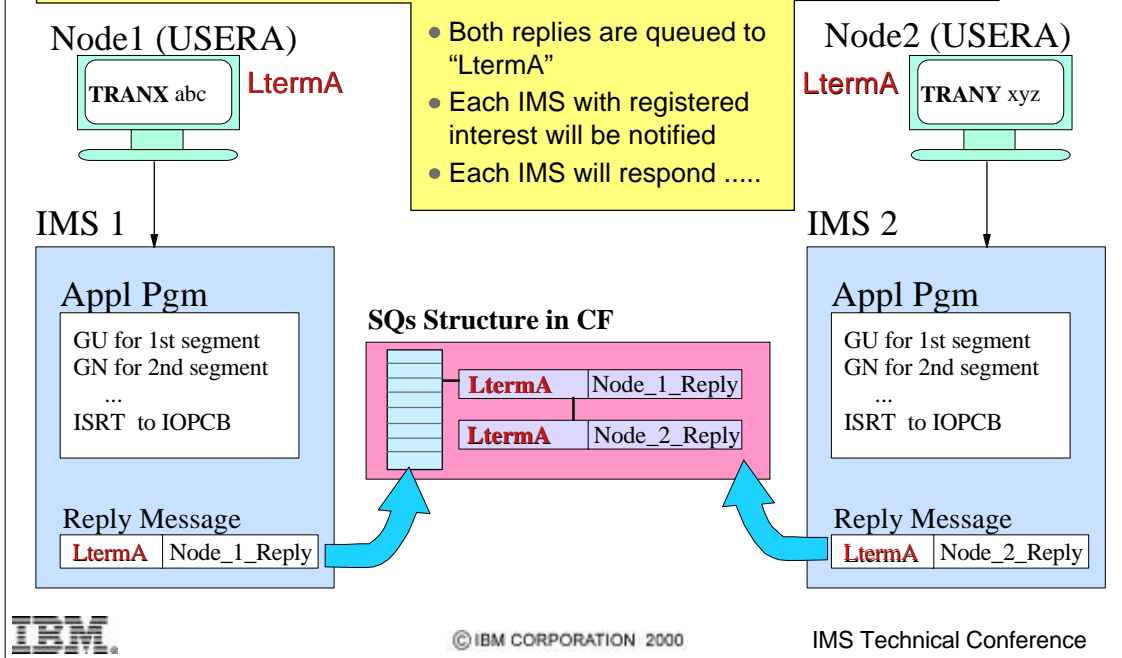 Node1 (USERA)
TRANX abc
LtermA
• Both replies are queued to
“LtermA”
• Each IMS with registered
interest will be notified
• Each IMS will respond .....
Node2 (USERA)
LtermA
TRANY xyz
IMS 1
Appl Pgm
GU for 1st segment
GN for 2nd segment
...
ISRT to IOPCB
Reply Message
LtermA Node_1_Reply
SQs Structure in CF
LtermA Node_1_Reply
LtermA Node_2_Reply
IMS 2
Appl Pgm
GU for 1st segment
GN for 2nd segment
...
ISRT to IOPCB
Reply Message
LtermA Node_2_Reply
IBM.
© IBM CORPORATION 2000
IMS Technical Conference